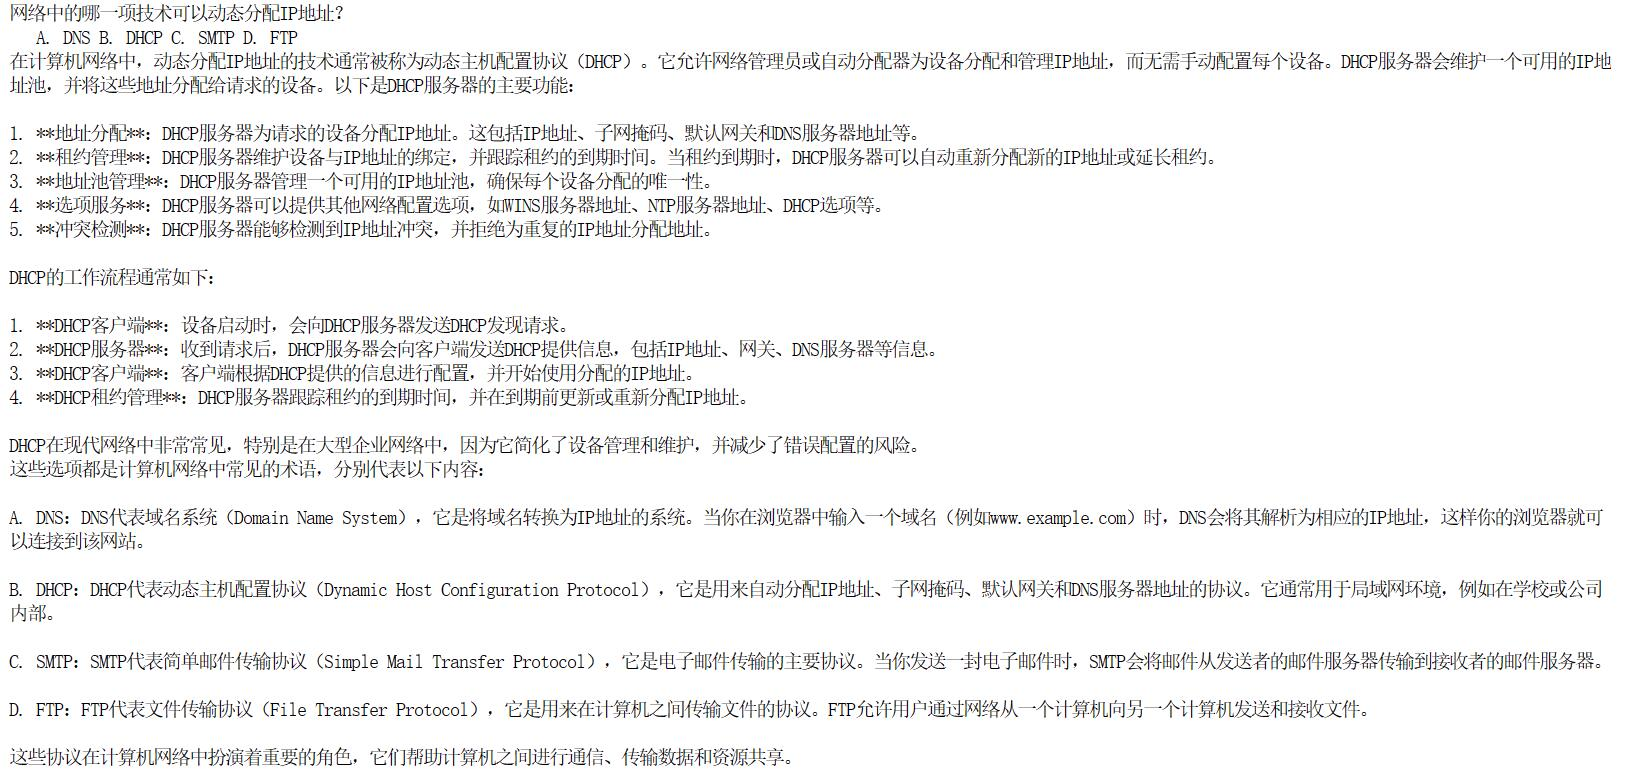 网络中的哪一项技术可以动态分配IP地址?
A. DNS B. DHCP C. SMTP D. FTP
在计算机网络中，动态分配IP地址的技术通常被称为动态主机配置协议（DHCP）。它允许网络管理员或自动分配器为设备分配和管理IP地址，而无需手动配置每个设备。DHCP服务器会维护一个可用的IP地
址池，并将这些地址分配给请求的设备。以下是DHCP服务器的主要功能：
1. **地址分配**：DHCP服务器为请求的设备分配IP地址。这包括IP地址、子网掩码、默认网关和DNS服务器地址等。
2. **租约管理**：DHCP服务器维护设备与IP地址的绑定，并跟踪租约的到期时间。当租约到期时，DHCP服务器可以自动重新分配新的IP地址或延长租约。
3. **地址池管理**：DHCP服务器管理一个可用的IP地址池，确保每个设备分配的唯一性。
4. **选项服务**：DHCP服务器可以提供其他网络配置选项，如WINS服务器地址、NTP服务器地址、DHCP选项等。
5. **冲突检测**：DHCP服务器能够检测到IP地址冲突，并拒绝为重复的IP地址分配地址。
DHCP的工作流程通常如下：
1. **DHCP客户端**：设备启动时，会向DHCP服务器发送DHCP发现请求。
2. **DHCP服务器**：收到请求后，DHCP服务器会向客户端发送DHCP提供信息，包括IP地址、网关、DNS服务器等信息。
3. **DHCP客户端**：客户端根据DHCP提供的信息进行配置，并开始使用分配的IP地址。
4. **DHCP租约管理**：DHCP服务器跟踪租约的到期时间，并在到期前更新或重新分配IP地址。
DHCP在现代网络中非常常见，特别是在大型企业网络中，因为它简化了设备管理和维护，并减少了错误配置的风险。
这些选项都是计算机网络中常见的术语，分别代表以下内容：
A. DNS：DNS代表域名系统（Domain Name System），它是将域名转换为IP地址的系统。当你在浏览器中输入一个域名（例如www.example.com）时，DNS会将其解析为相应的IP地址，这样你的浏览器就可
以连接到该网站。
B. DHCP：DHCP代表动态主机配置协议（Dynamic Host Configuration Protocol），它是用来自动分配IP地址、子网掩码、默认网关和DNS服务器地址的协议。它通常用于局域网环境，例如在学校或公司
内部。
C. SMTP：SMTP代表简单邮件传输协议（Simple Mail Transfer Protocol），它是电子邮件传输的主要协议。当你发送一封电子邮件时，SMTP会将邮件从发送者的邮件服务器传输到接收者的邮件服务器。
D. FTP：FTP代表文件传输协议（File Transfer Protocol），它是用来在计算机之间传输文件的协议。FTP允许用户通过网络从一个计算机向另一个计算机发送和接收文件。
这些协议在计算机网络中扮演着重要的角色，它们帮助计算机之间进行通信、传输数据和资源共享。